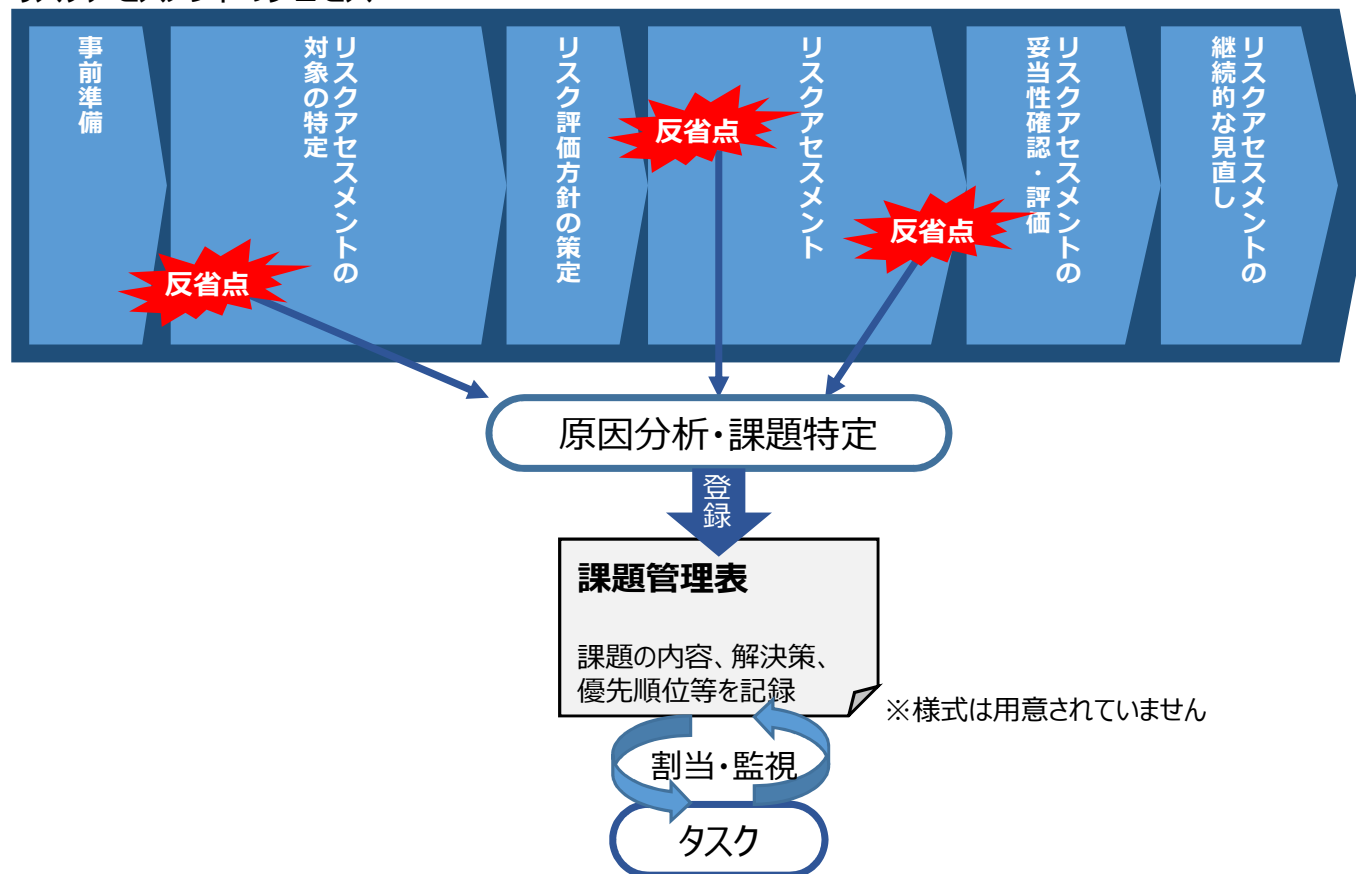 事前準備
リスクアセスメントの
対象の特定
リスク評価方針の策定
リスクアセスメント
リスクアセスメントの
妥当性確認・評価
リスクアセスメントの
継続的な見直し
反省点
反省点
反省点
原因分析・課題特定
登録
課題管理表
課題の内容、解決策、
優先順位等を記録
※様式は用意されていません
割当・監視
タスク